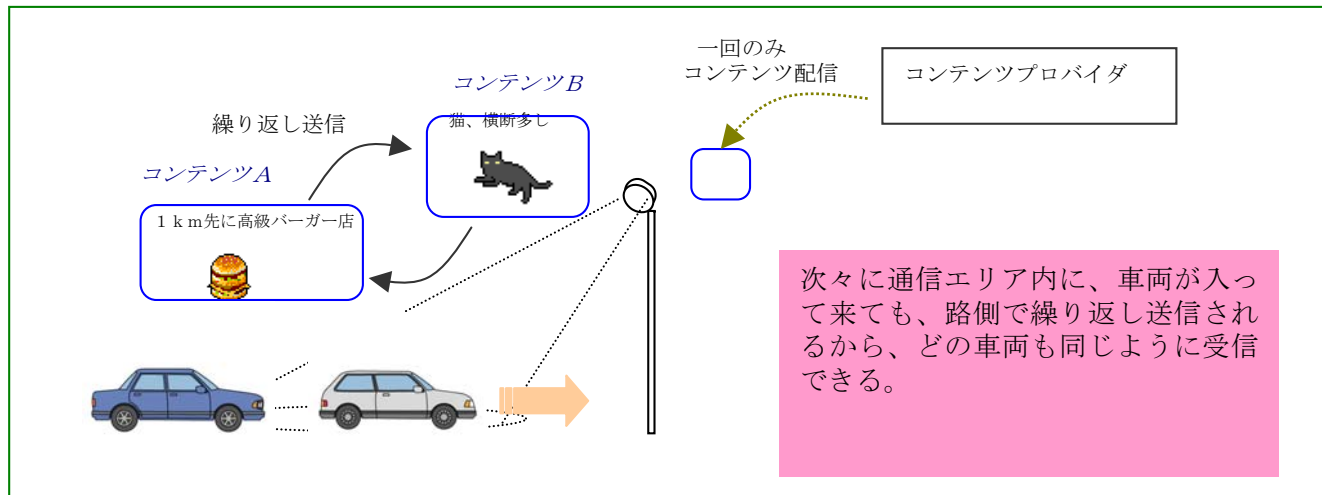 一回のみ
コンテンツ配信
コンテンツプロバイダ
コンテンツB
猫、横断多し
繰り返し送信
コンテンツA
1km先に高級バーガー店
次々に通信エリア内に、車両が入っ
て来ても、路側で繰り返し送信され
るから、どの車両も同じように受信
できる。